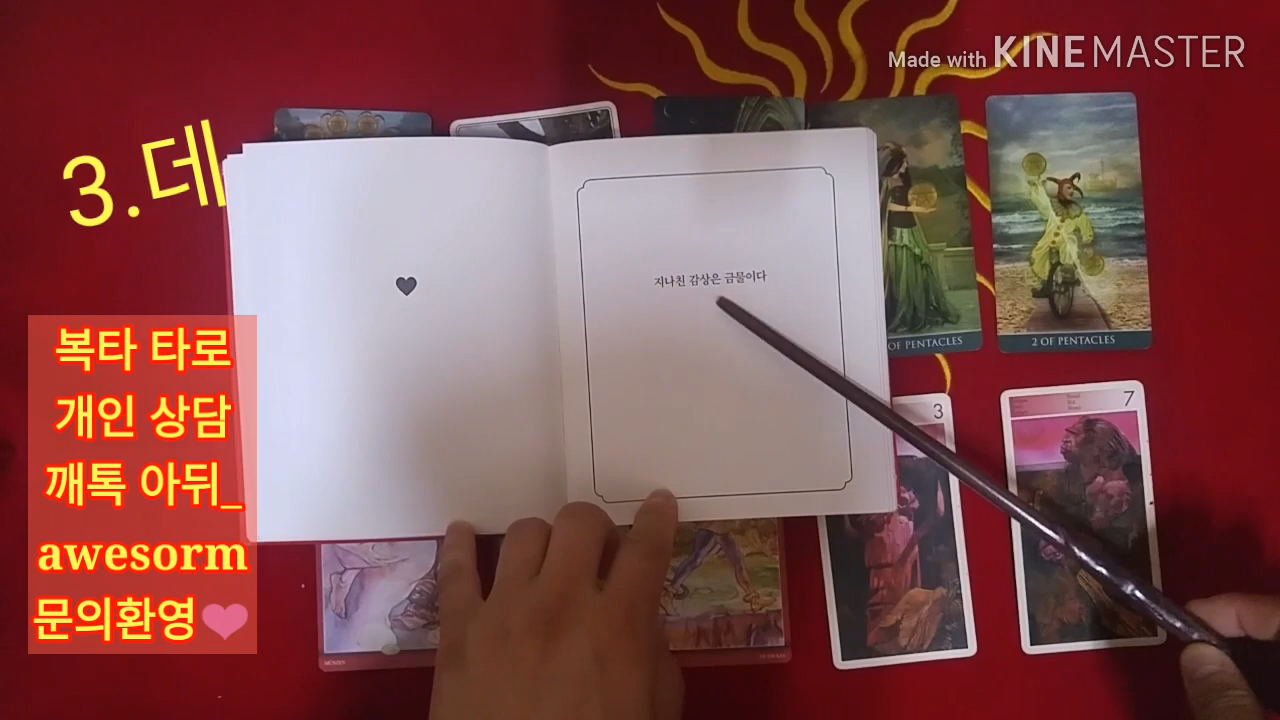 Made with KINEMASTER
3.데
지나친 감상은 금물이다
OF PENTACLES
2 OF PENTACLES
복타 타로
개인 상담
깨톡 아뒤_
awesorm
문의환영
3
7